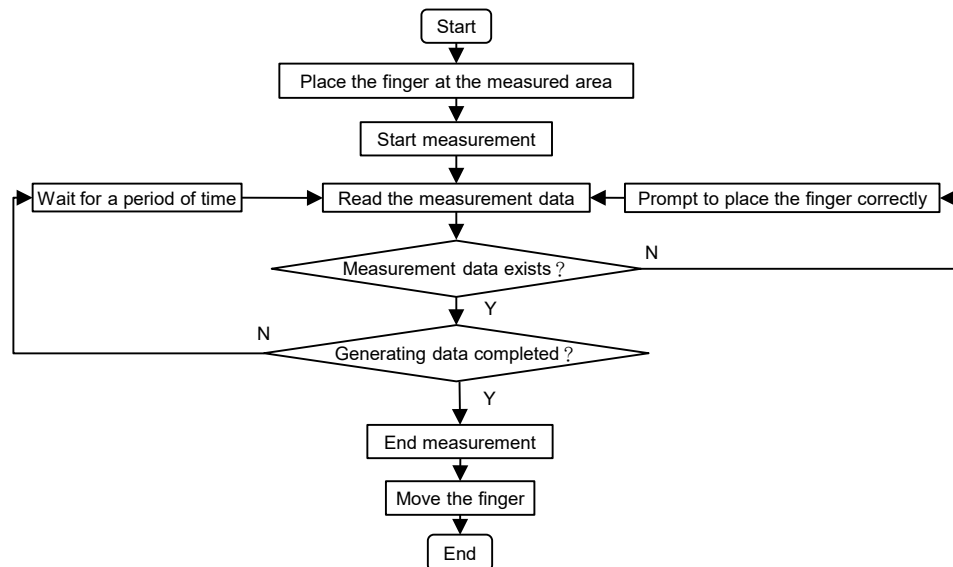 Start
Place the finger at the measured area
Start measurement
Wait for a period of time
Read the measurement data
Prompt to place the finger correctly
Measurement data exists？
N
Y
N
Generating data completed？
Y
End measurement
Move the finger
End